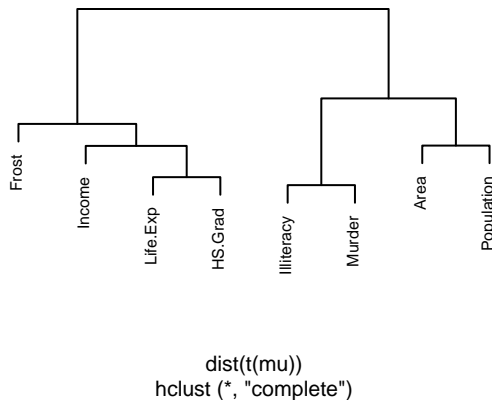 Frost
Income
Life.Exp
HS.Grad
Illiteracy
Murder
Area
Population
dist(t(mu))
hclust (*, "complete")